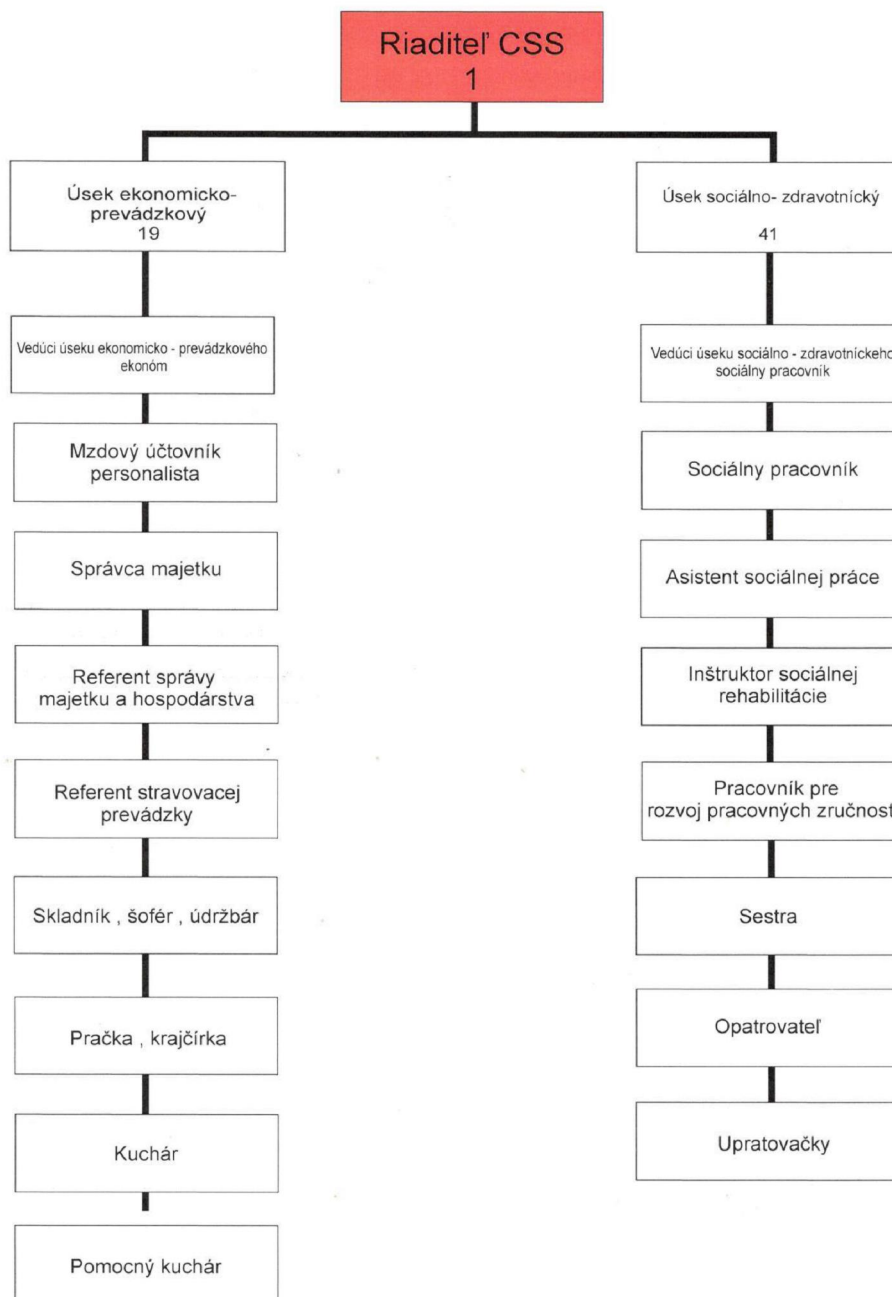 Riaditeľ CSS
1
Úsek ekonomicko-
prevádzkový
19
Vedúci úseku ekonomicko - prevádzkového
ekonóm
Mzdový účtovník
personalista
Správca majetku
Referent správy
majetku a hospodárstva
Referent stravovacej
prevádzky
Skladník , šofér , údržbár
Pračka , krajčírka
Kuchár
Pomocný kuchár
Úsek sociálno- zdravotnícký
41
Vedúci úseku sociálno - zdravotníckeho
sociálny pracovník
Sociálny pracovník
Asistent sociálnej práce
Inštruktor sociálnej
rehabilitácie
Pracovník pre
rozvoj pracovných zručnost
Sestra
Opatrovateľ
Upratovačky